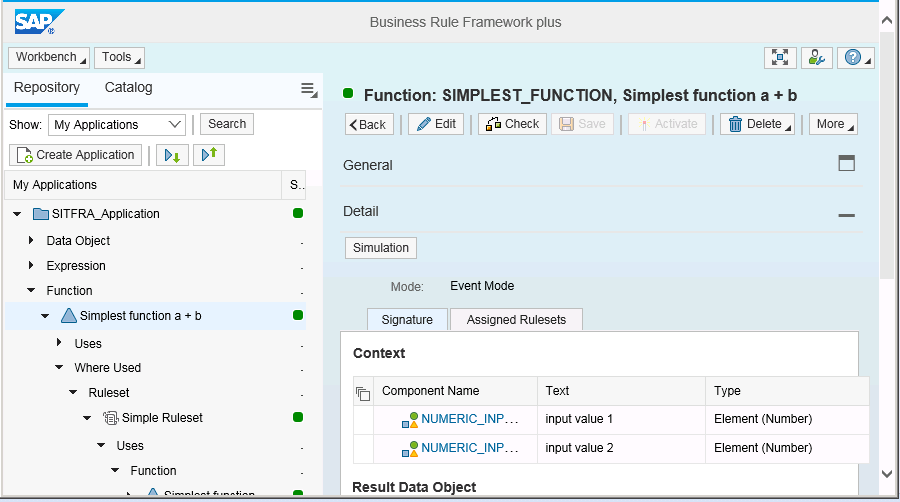 SAP
Business Rule Framework plus
Workbench
Tools
Repository
Catalog
Show:
My Applications
Search
Create Application
My Applications
S..
SITFRA_Application
Data Object
.
Expression
.
Function
.
Simplest function a + b
Uses
.
Where Used
.
Ruleset
.
Simple Ruleset
Uses
.
Function
.
Simplest function
Function: SIMPLEST_FUNCTION, Simplest function a + b
Back
Edit
Check
Save
Activate
Delete
More
General
Detail
Simulation
Mode:
Event Mode
Signature
Assigned Rulesets
Context
Component Name
Text
Type
NUMERIC_INP...
input value 1
Element (Number)
NUMERIC_INP...
input value 2
Element (Number)
Result Data Object